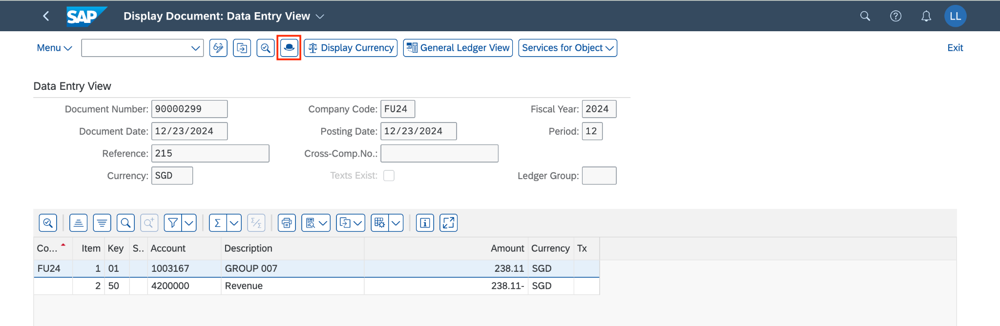 SAP Display Document: Data Entry View LL
Menu Display Currency General Ledger View Services for Object Exit
Data Entry View
Document Number: 90000299 Company Code: FU24 Fiscal Year: 2024
Document Date: 12/23/2024 Posting Date: 12/23/2024 Period: 12
Reference: 215 Cross-Comp.No.:
Currency: SGD Texts Exist: Ledger Group:
Co... Item Key S.. Account Description Amount Currency Tx
FU24 1 01 1003167 GROUP 007 238.11 SGD
2 50 4200000 Revenue 238.11- SGD